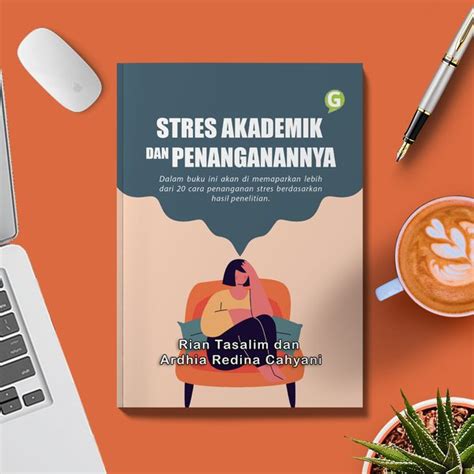 G
STRES AKADEMIK
DAN PENANGANANNYA
Dalam buku ini akan di memaparkan lebih
dari 20 cara penanganan stres berdasarkan
hasil penelitian.
Rian Tasalim dan
Ardhia Redina Cahyani